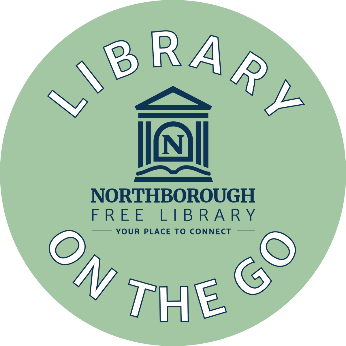 LIBRARY
N
NORTHBOROUGH
FREE LIBRARY
YOUR PLACE TO CONNECT
ON THE GO